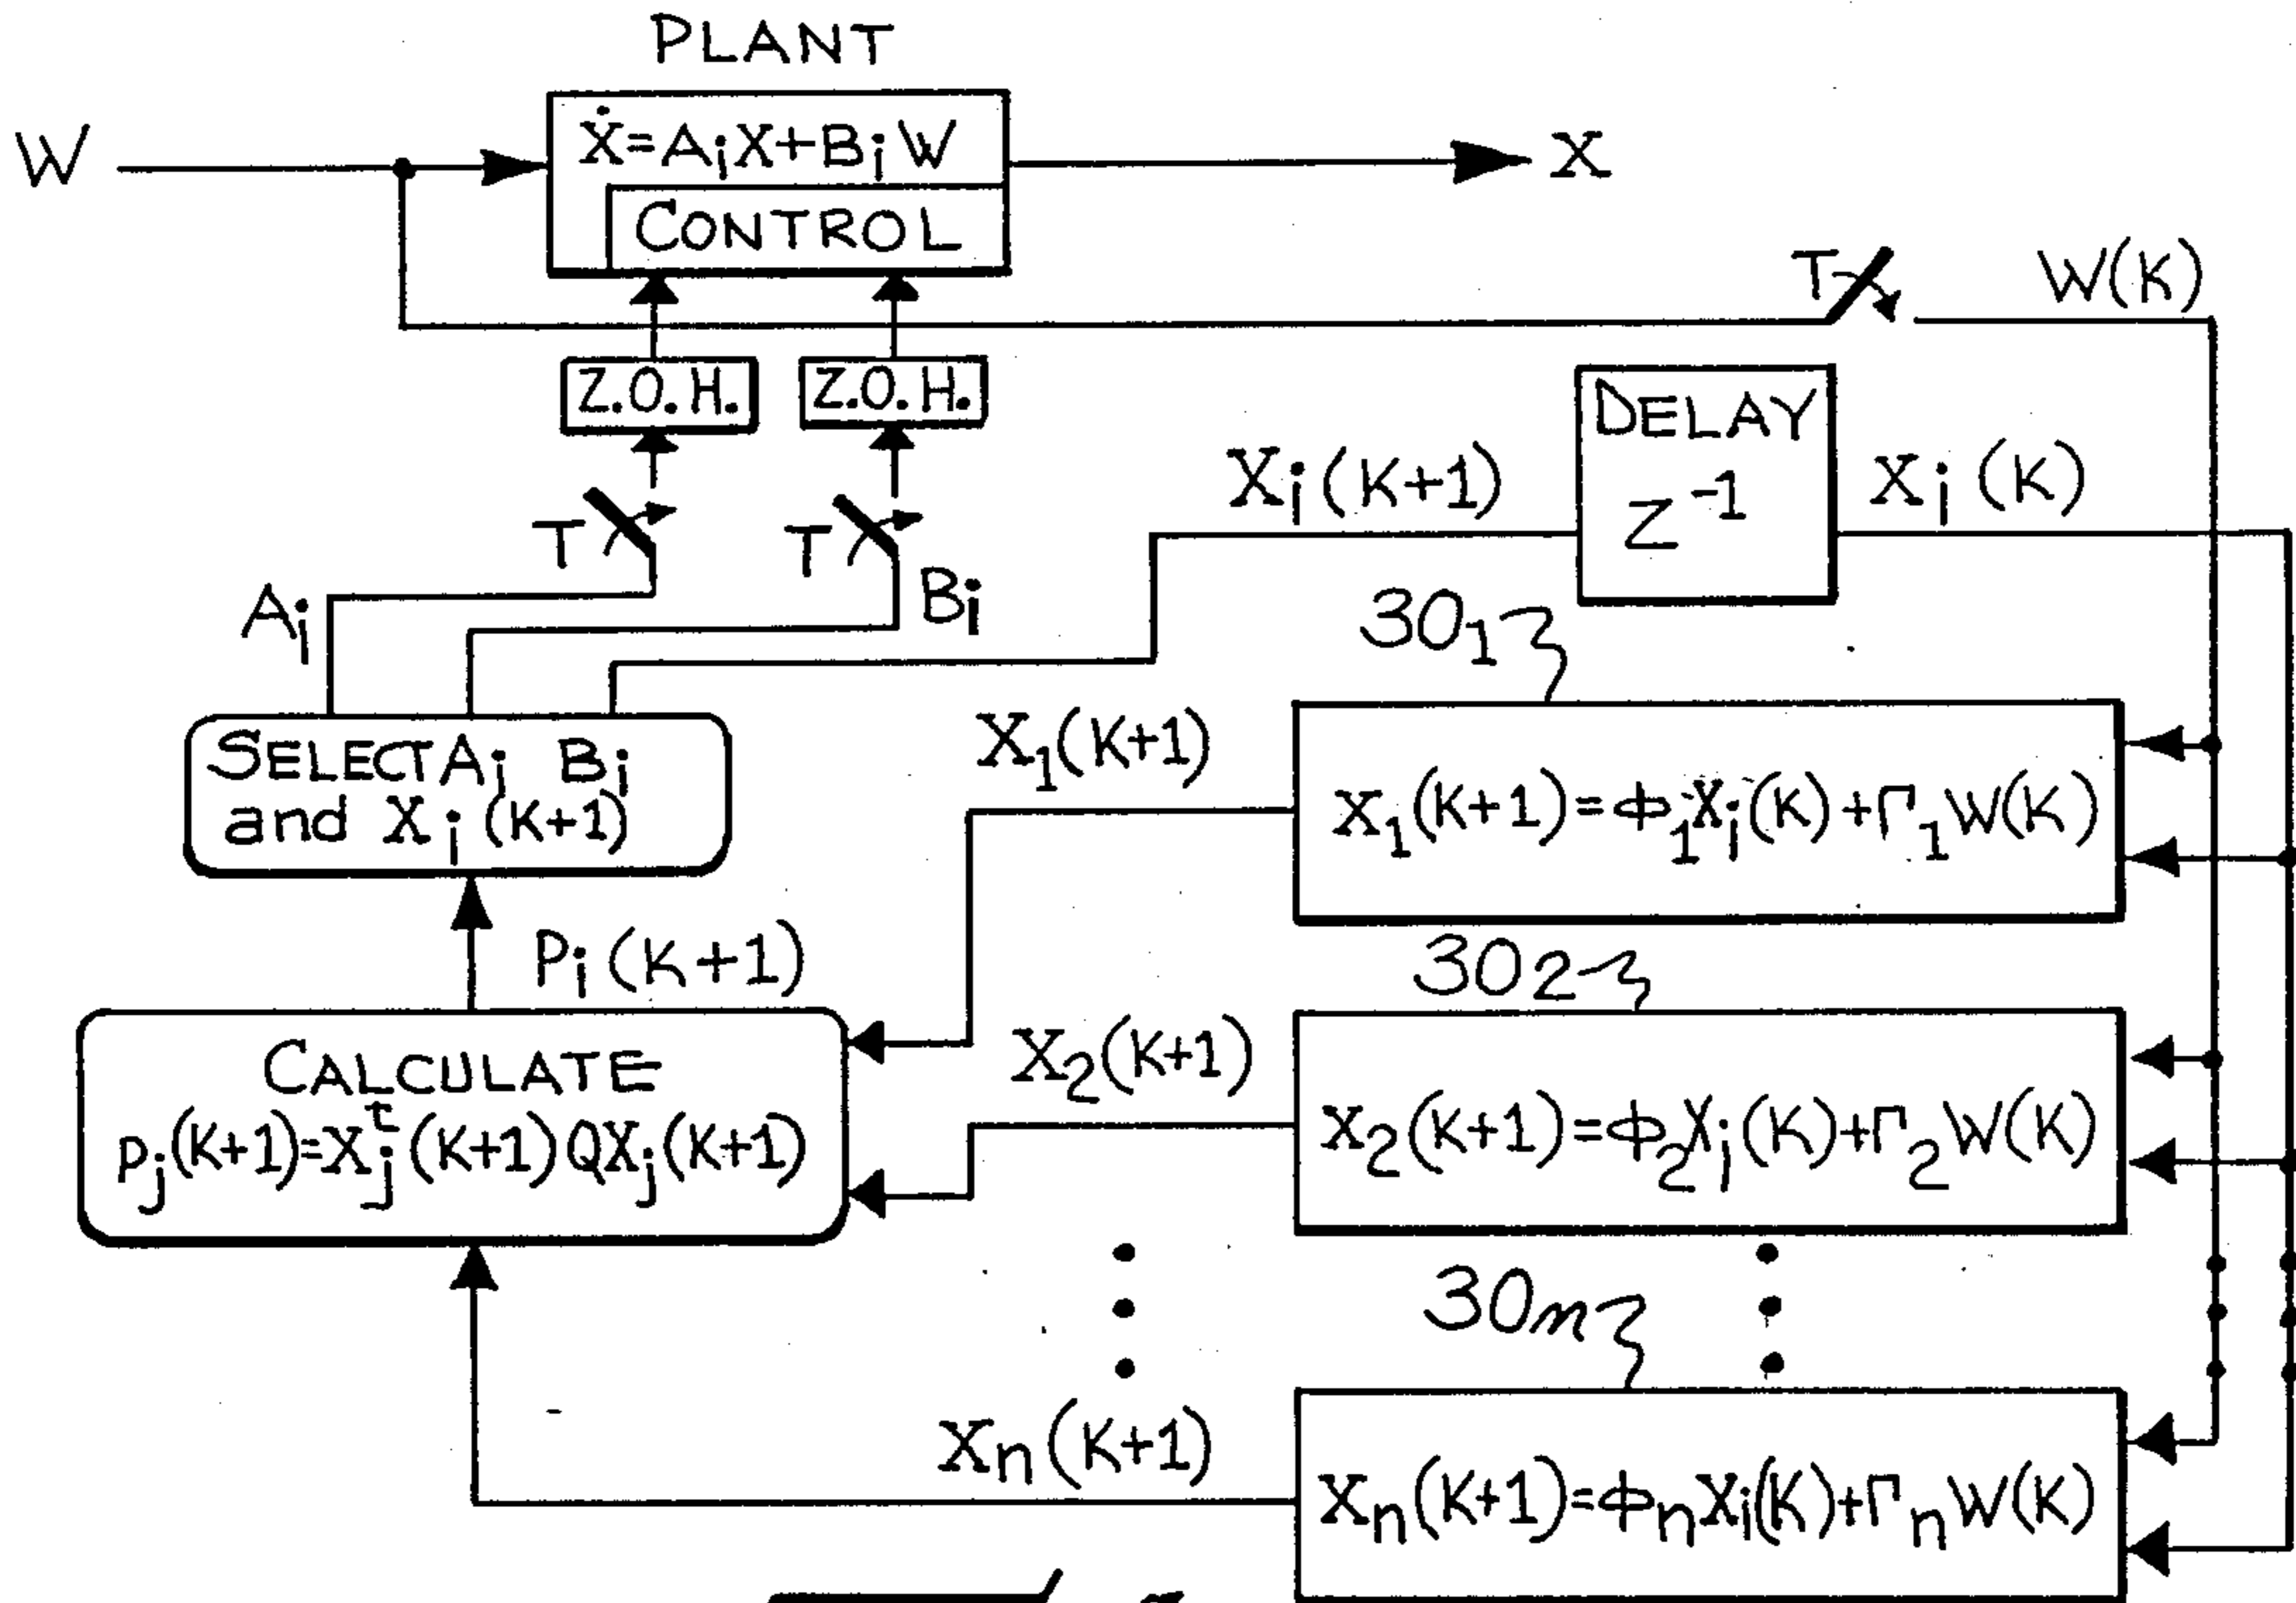 PLANT
W
Ẋ=AiX+BiW
X
CONTROL
T
W(K)
Z.O.H.
Z.O.H.
DELAY
Z⁻¹
Xi(K+1)
Xi(K)
T
T
Ai
Bi
30₁
SELECT Ai Bi
and Xi(K+1)
X₁(K+1)
X₁(K+1)=Φ₁Xi(K)+Γ₁W(K)
Pi(K+1)
30₂
CALCULATE
Pj(K+1)=Xjᵗ(K+1)QXj(K+1)
X₂(K+1)
X₂(K+1)=Φ₂Xi(K)+Γ₂W(K)
30m
Xn(K+1)
Xn(K+1)=ΦnXi(K)+ΓnW(K)